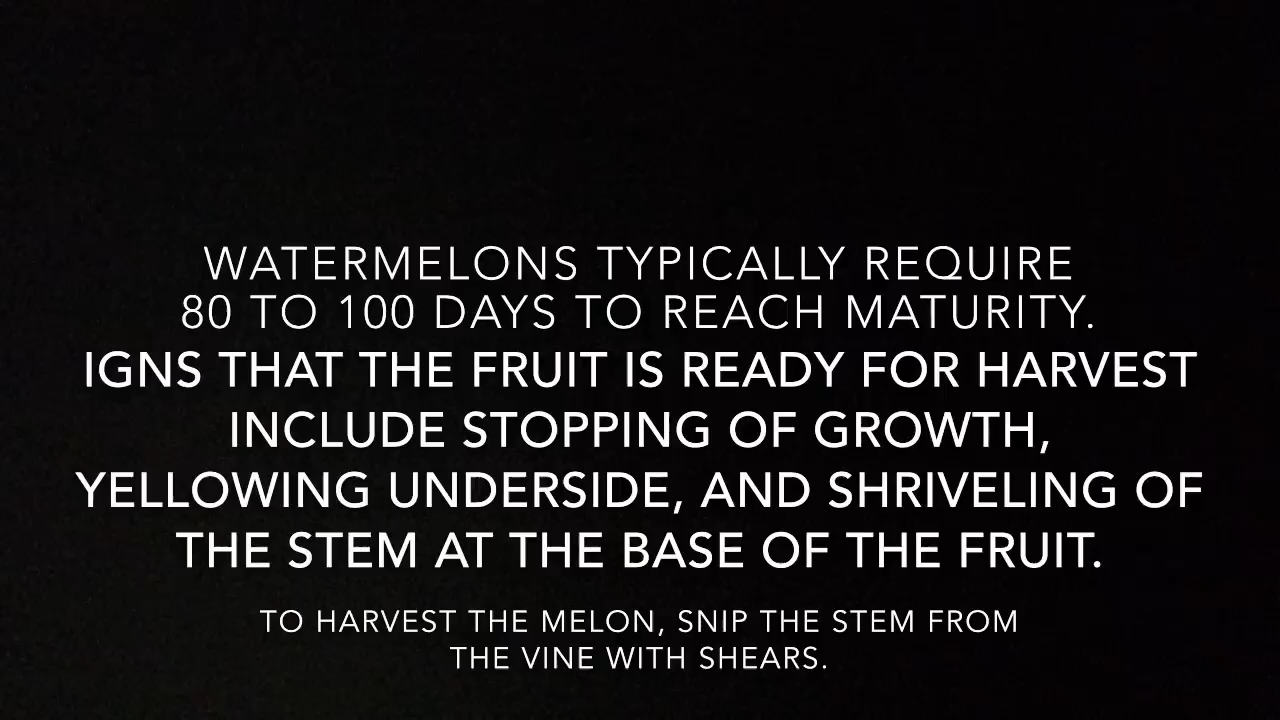 WATERMELONS TYPICALLY REQUIRE
80 TO 100 DAYS TO REACH MATURITY.
IGNS THAT THE FRUIT IS READY FOR HARVEST
INCLUDE STOPPING OF GROWTH,
YELLOWING UNDERSIDE, AND SHRIVELING OF
THE STEM AT THE BASE OF THE FRUIT.
TO HARVEST THE MELON, SNIP THE STEM FROM
THE VINE WITH SHEARS.